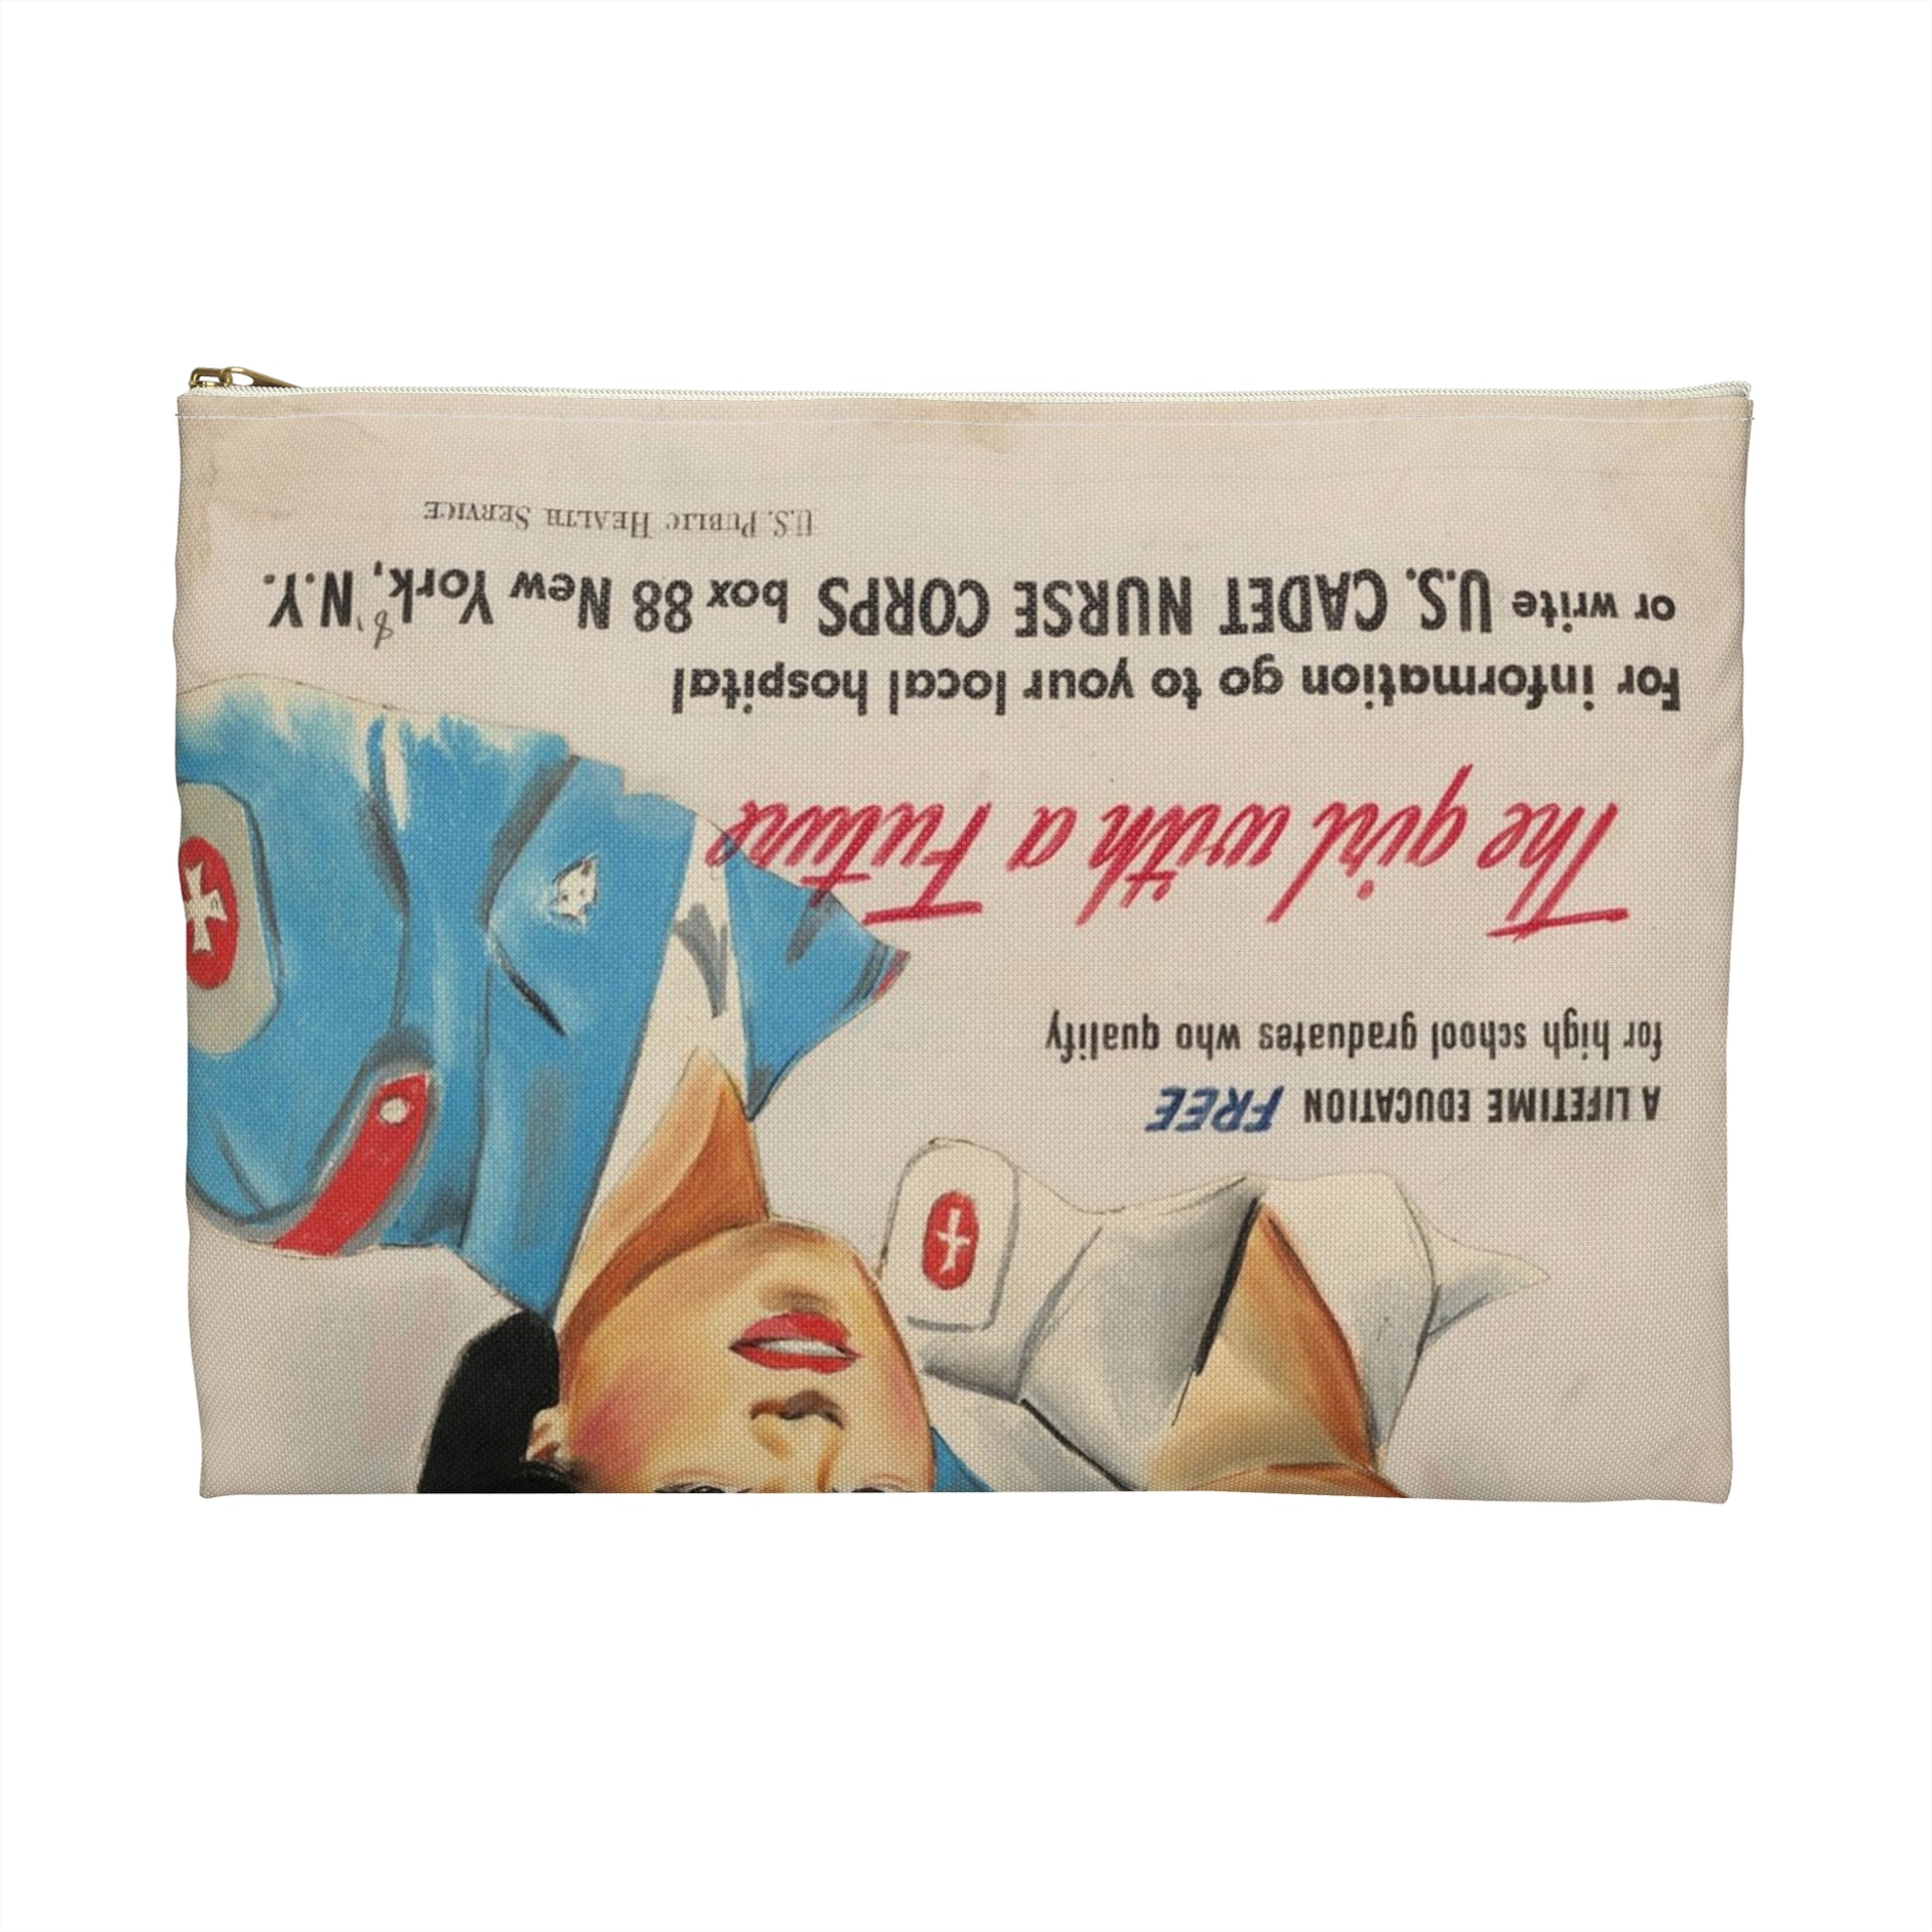 A LIFETIME EDUCATION FREE
for high school graduates who qualify
The girl with a Future
For information go to your local hospital
or write U.S. CADET NURSE CORPS box 88 New York, N.Y.
U.S. PUBLIC HEALTH SERVICE